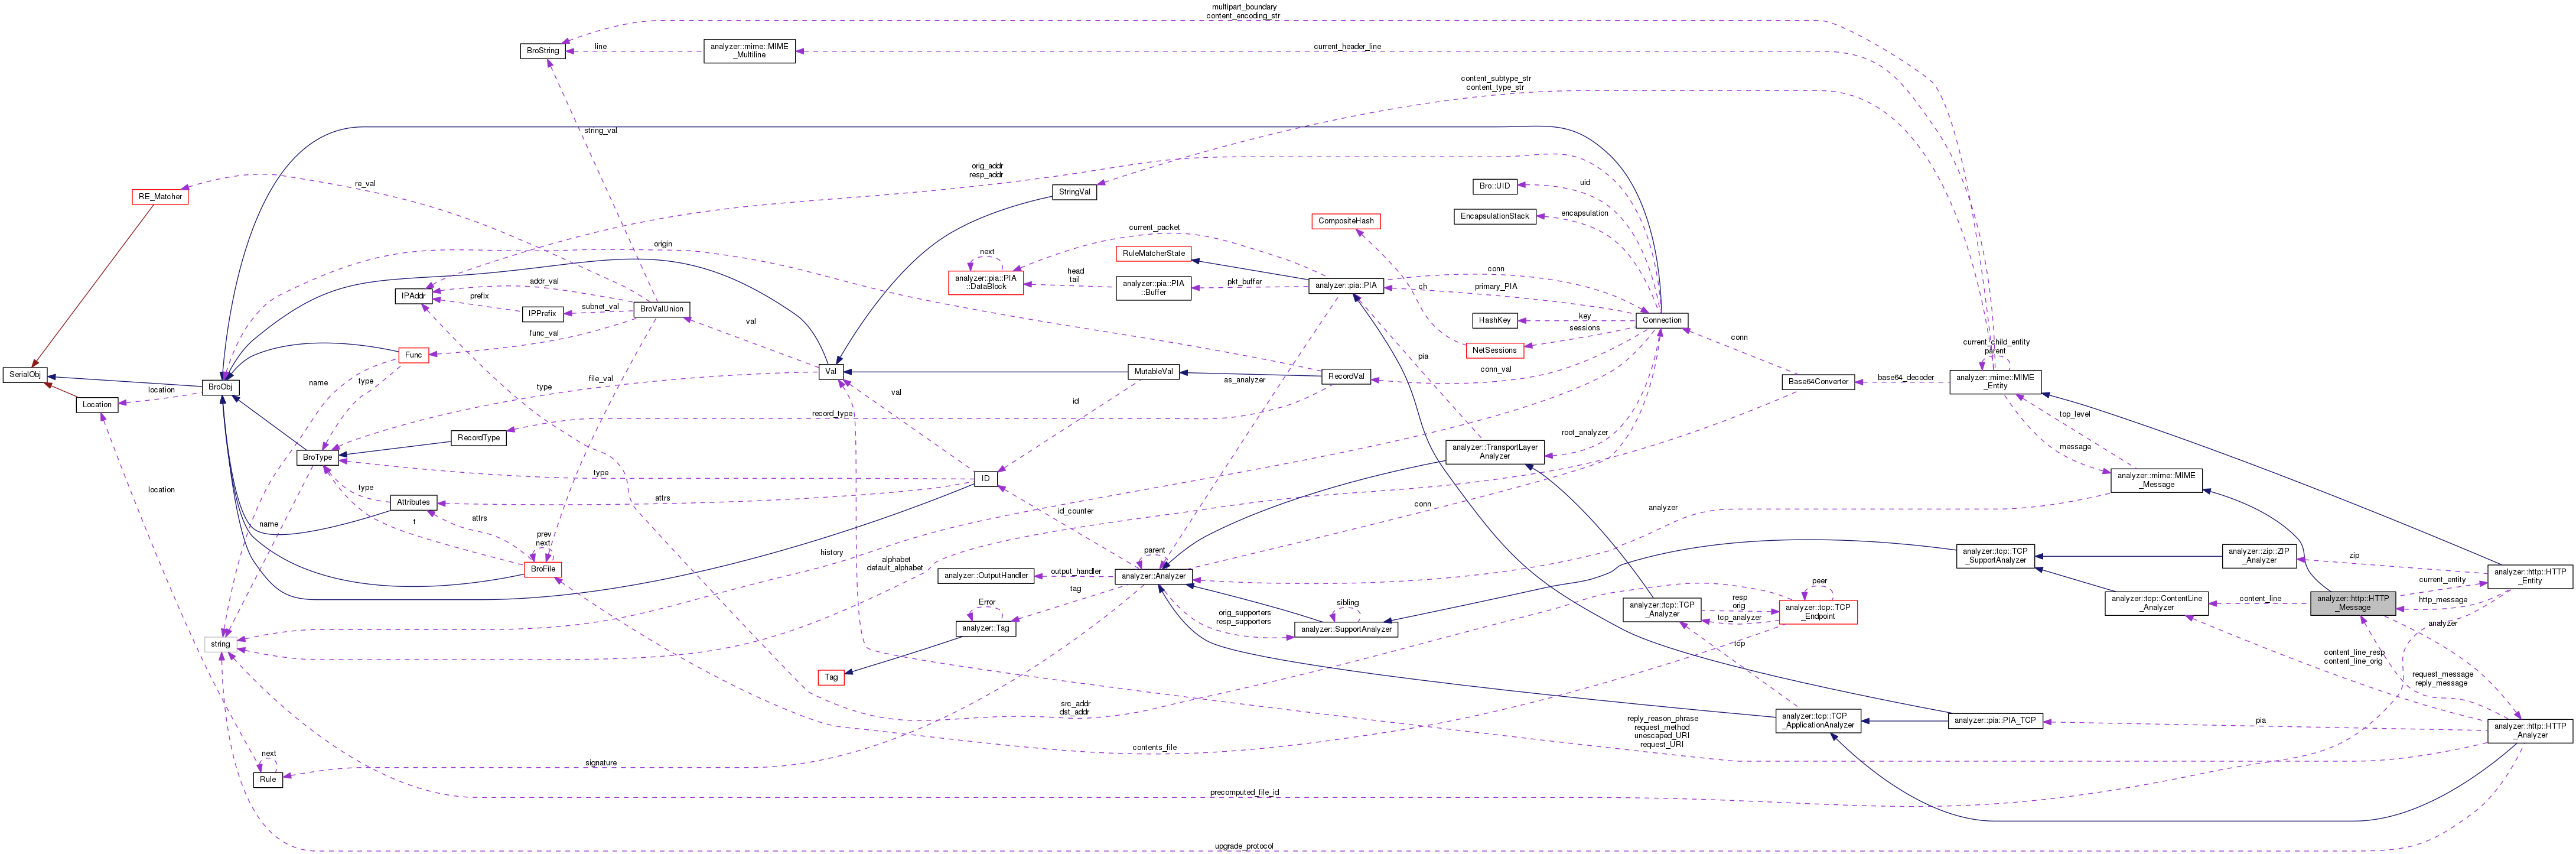 multipart_boundary
content_encoding_str
BroString
line
analyzer::mime::MIME
_Multiline
current_header_line
content_subtype_str
content_type_str
string_val
orig_addr
resp_addr
re_val
RE_Matcher
StringVal
Bro::UID
uid
EncapsulationStack
encapsulation
CompositeHash
current_packet
origin
next
RuleMatcherState
head
tail
analyzer::pia::PIA
::DataBlock
analyzer::pia::PIA
::Buffer
pkt_buffer
analyzer::pia::PIA
conn
primary_PIA
ch
addr_val
IPAddr
prefix
IPPrefix
subnet_val
BroValUnion
val
func_val
HashKey
key
sessions
Connection
conn
Func
NetSessions
pia
current_child_entity
parent
SerialObj
BroObj
location
Location
name
type
file_val
type
Val
MutableVal
as_analyzer
RecordVal
conn_val
Base64Converter
base64_decoder
analyzer::mime::MIME
_Entity
val
id
record_type
RecordType
root_analyzer
top_level
message
BroType
analyzer::TransportLayer
Analyzer
type
ID
analyzer::mime::MIME
_Message
location
type
Attributes
attrs
attrs
t
name
id_counter
conn
analyzer
prev
next
BroFile
history
alphabet
default_alphabet
parent
analyzer::OutputHandler
output_handler
analyzer::Analyzer
tag
analyzer::tcp::TCP
_SupportAnalyzer
analyzer::zip::ZIP
_Analyzer
zip
analyzer::http::HTTP
_Entity
peer
Error
orig_supporters
resp_supporters
sibling
analyzer::tcp::TCP
_Analyzer
resp
orig
tcp_analyzer
analyzer::tcp::TCP
_Endpoint
analyzer::tcp::ContentLine
_Analyzer
content_line
analyzer::http::HTTP
_Message
current_entity
http_message
analyzer::Tag
analyzer::SupportAnalyzer
analyzer
string
tcp
content_line_resp
content_line_orig
Tag
request_message
reply_message
src_addr
dst_addr
reply_reason_phrase
request_method
unescaped_URI
request_URI
analyzer::tcp::TCP
_ApplicationAnalyzer
analyzer::pia::PIA_TCP
pia
analyzer::http::HTTP
_Analyzer
contents_file
next
Rule
signature
precomputed_file_id
upgrade_protocol